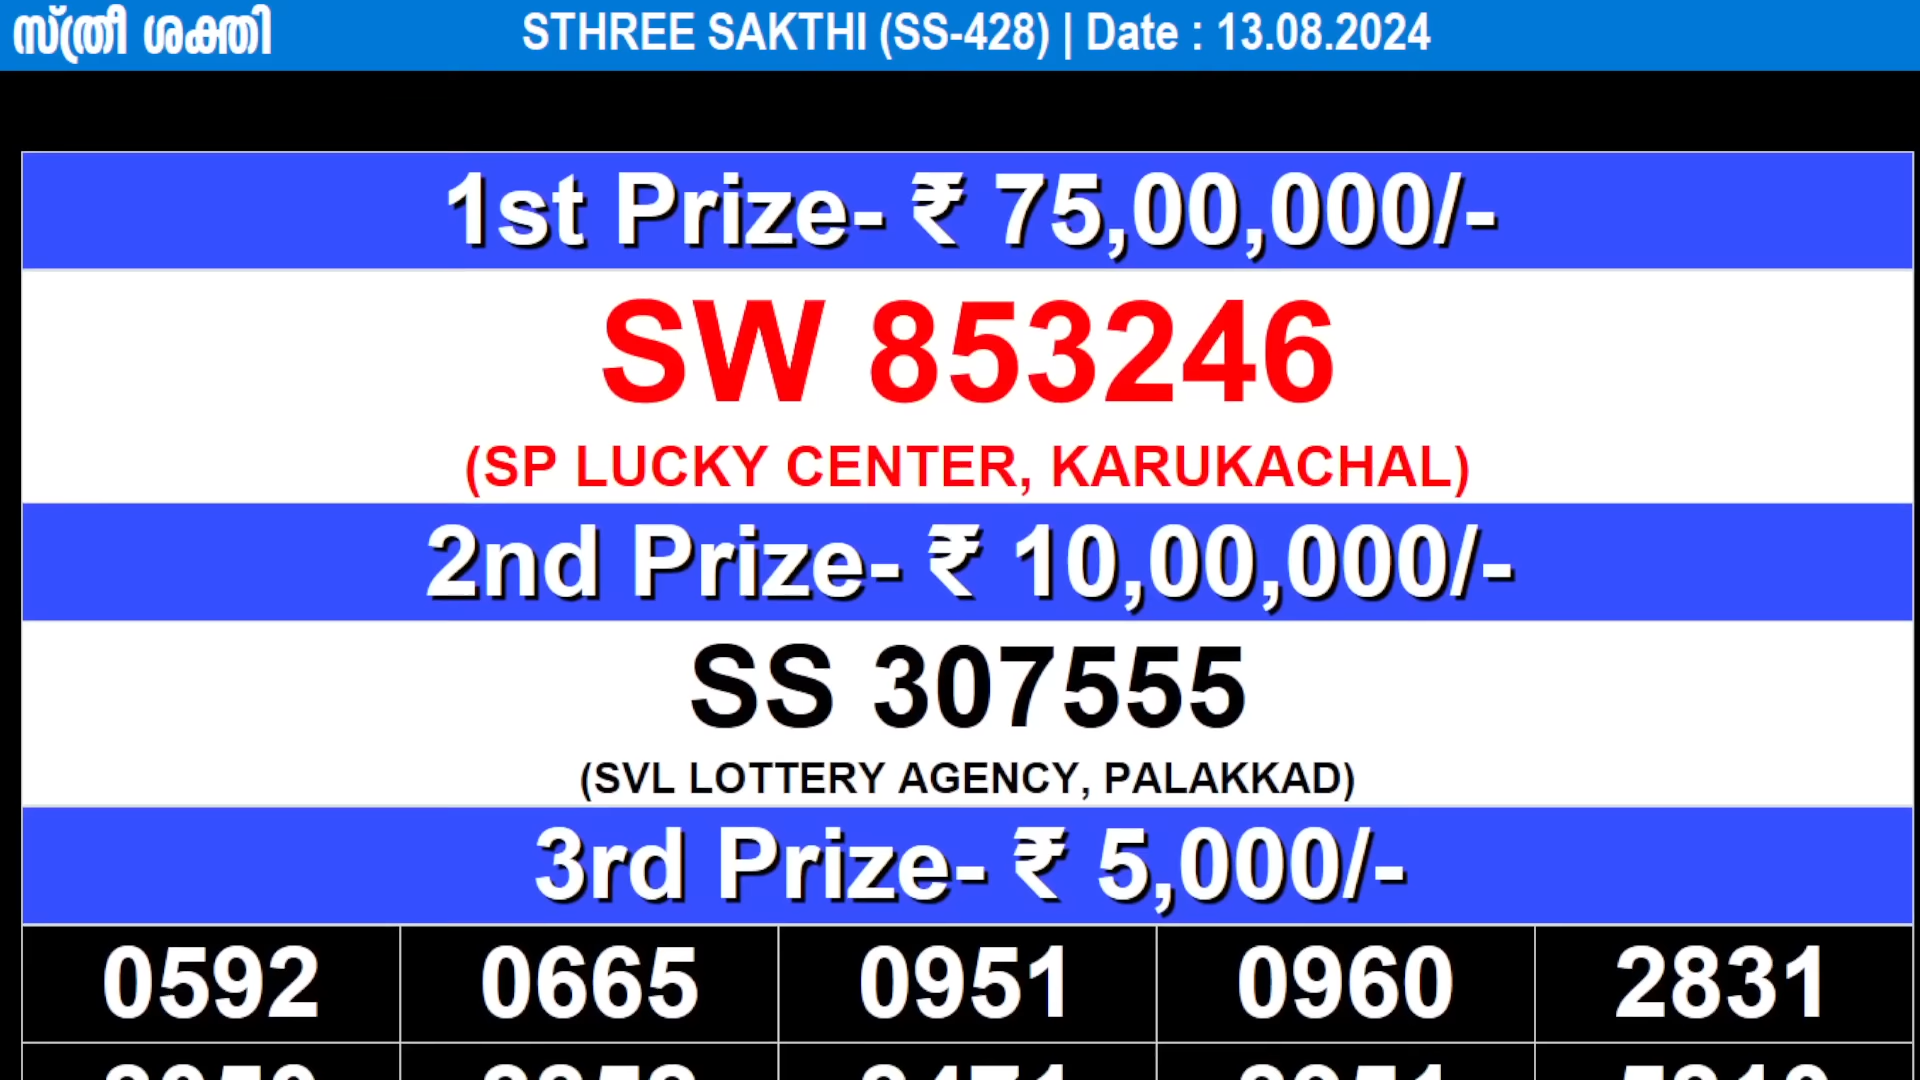 സ്ത്രീ ശക്തി STHREE SAKTHI (SS-428) | Date : 13.08.2024
1st Prize- ₹ 75,00,000/-
SW 853246
(SP LUCKY CENTER, KARUKACHAL)
2nd Prize- ₹ 10,00,000/-
SS 307555
(SVL LOTTERY AGENCY, PALAKKAD)
3rd Prize- ₹ 5,000/-
0592 0665 0951 0960 2831